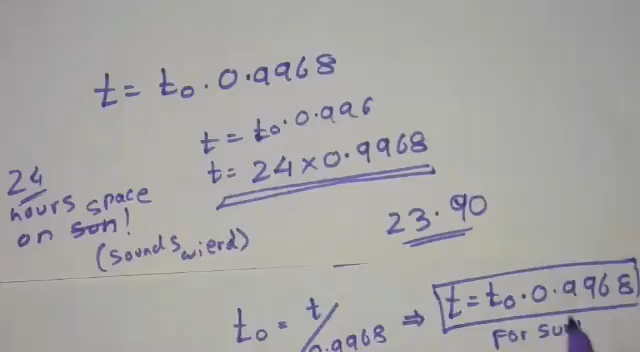 t = t₀ · 0.9968
t = t₀ · 0.996
t = 24 × 0.9968
24
hours space
on son!
(sounds wierd)
23.90
t₀ = t/0.9968 ⇒ t = t₀ · 0.9968
For sun